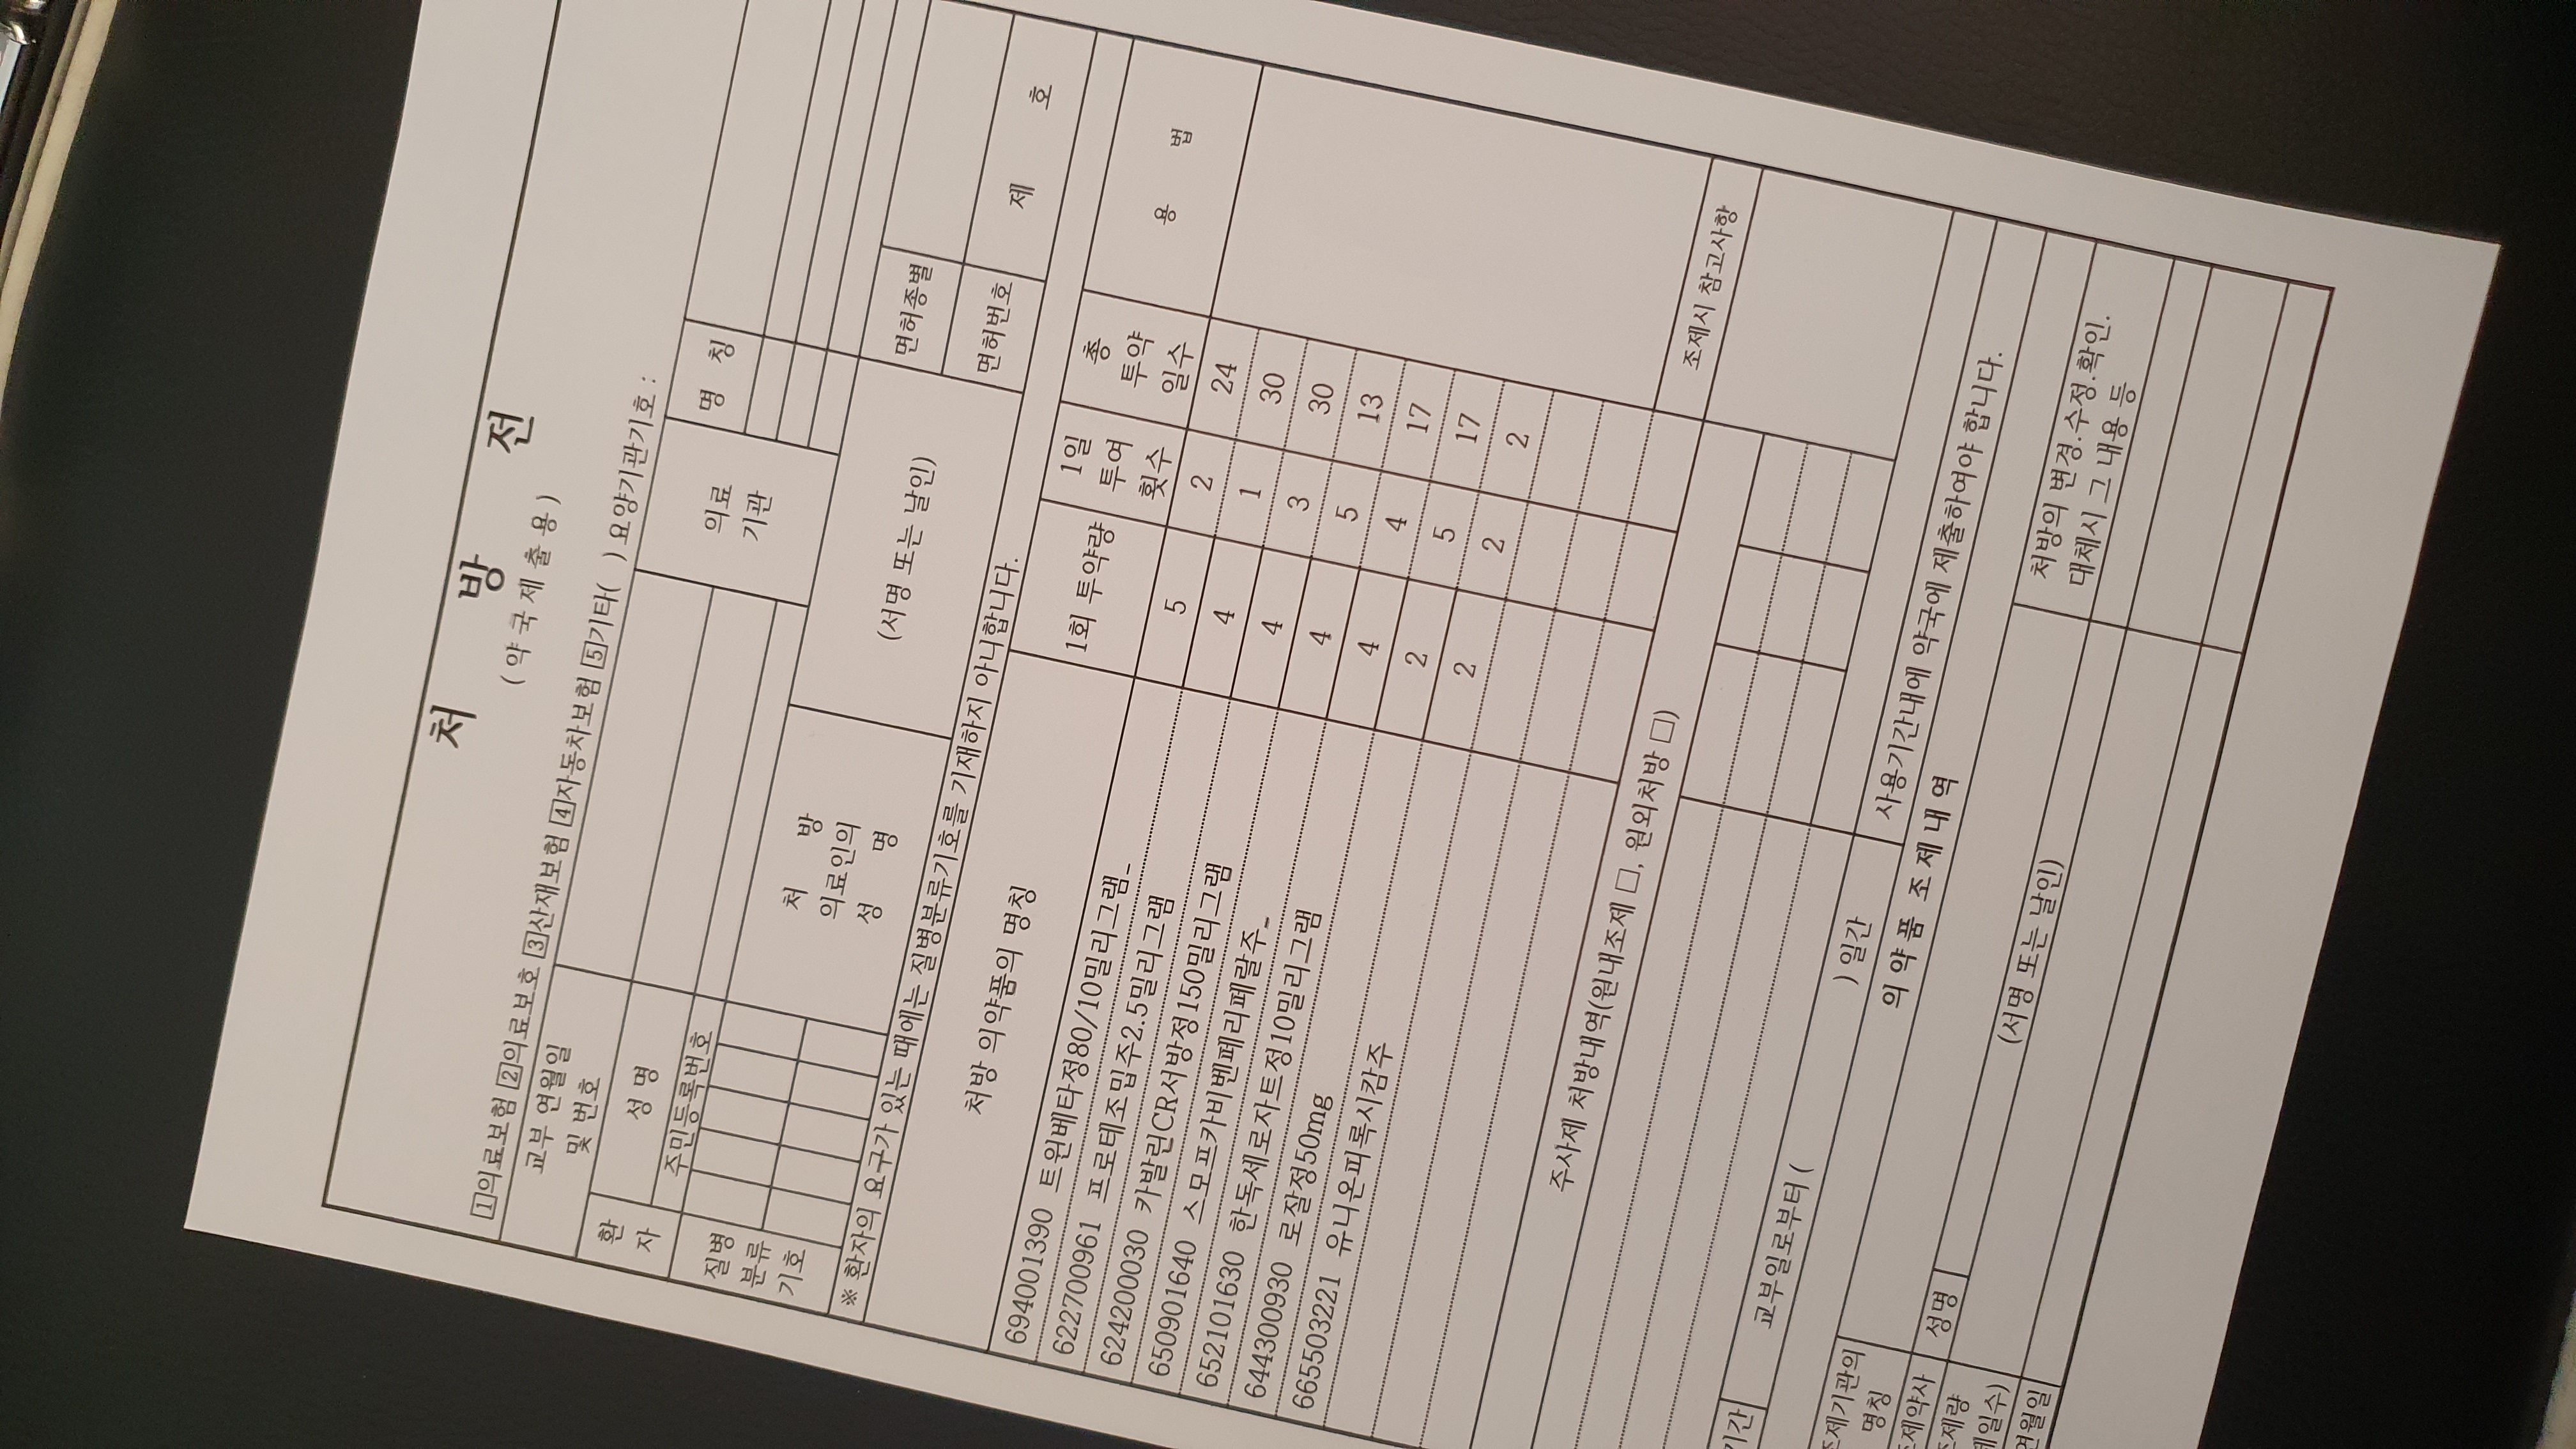 처 방 전
(약국제출용)
1의료보험 2의료보호 3산재보험 4자동차보험 5기타( ) 요양기관기호 :
교부 연월일
및 번호
환
자
성 명
주민등록번호
의료
기관
명 칭
질병
분류
기호
처 방
의료인의
성 명
(서명 또는 날인)
면허종별
면허번호
제 호
※ 환자의 요구가 있는 때에는 질병분류기호를 기재하지 아니합니다.
처방 의약품의 명칭
1회 투약량
1일
투여
횟수
총
투약
일수
용 법
694001390 트윈베타정80/10밀리그램_ 5 2 24
622700961 프로테조밉주2.5밀리그램 4 1 30
624200030 카발린CR서방정150밀리그램 4 3 30
650901640 스모프카비벤페리페랄주_ 4 5 13
652101630 한독세로자트정10밀리그램 4 4 17
644300930 로잘정50mg 2 5 17
665503221 유니온피록시캄주 2 2 2
주사제 처방내역(원내조제 □, 원외처방 □)
조제시 참고사항
기간
교부일로부터 ( ) 일간
사용기간내에 약국에 제출하여야 합니다.
의약품 조제내역
조제기관의
명칭
조제약사
성명
(서명 또는 날인)
조제량
제일수)
연월일
처방의 변경.수정.확인.
대체시 그 내용 등